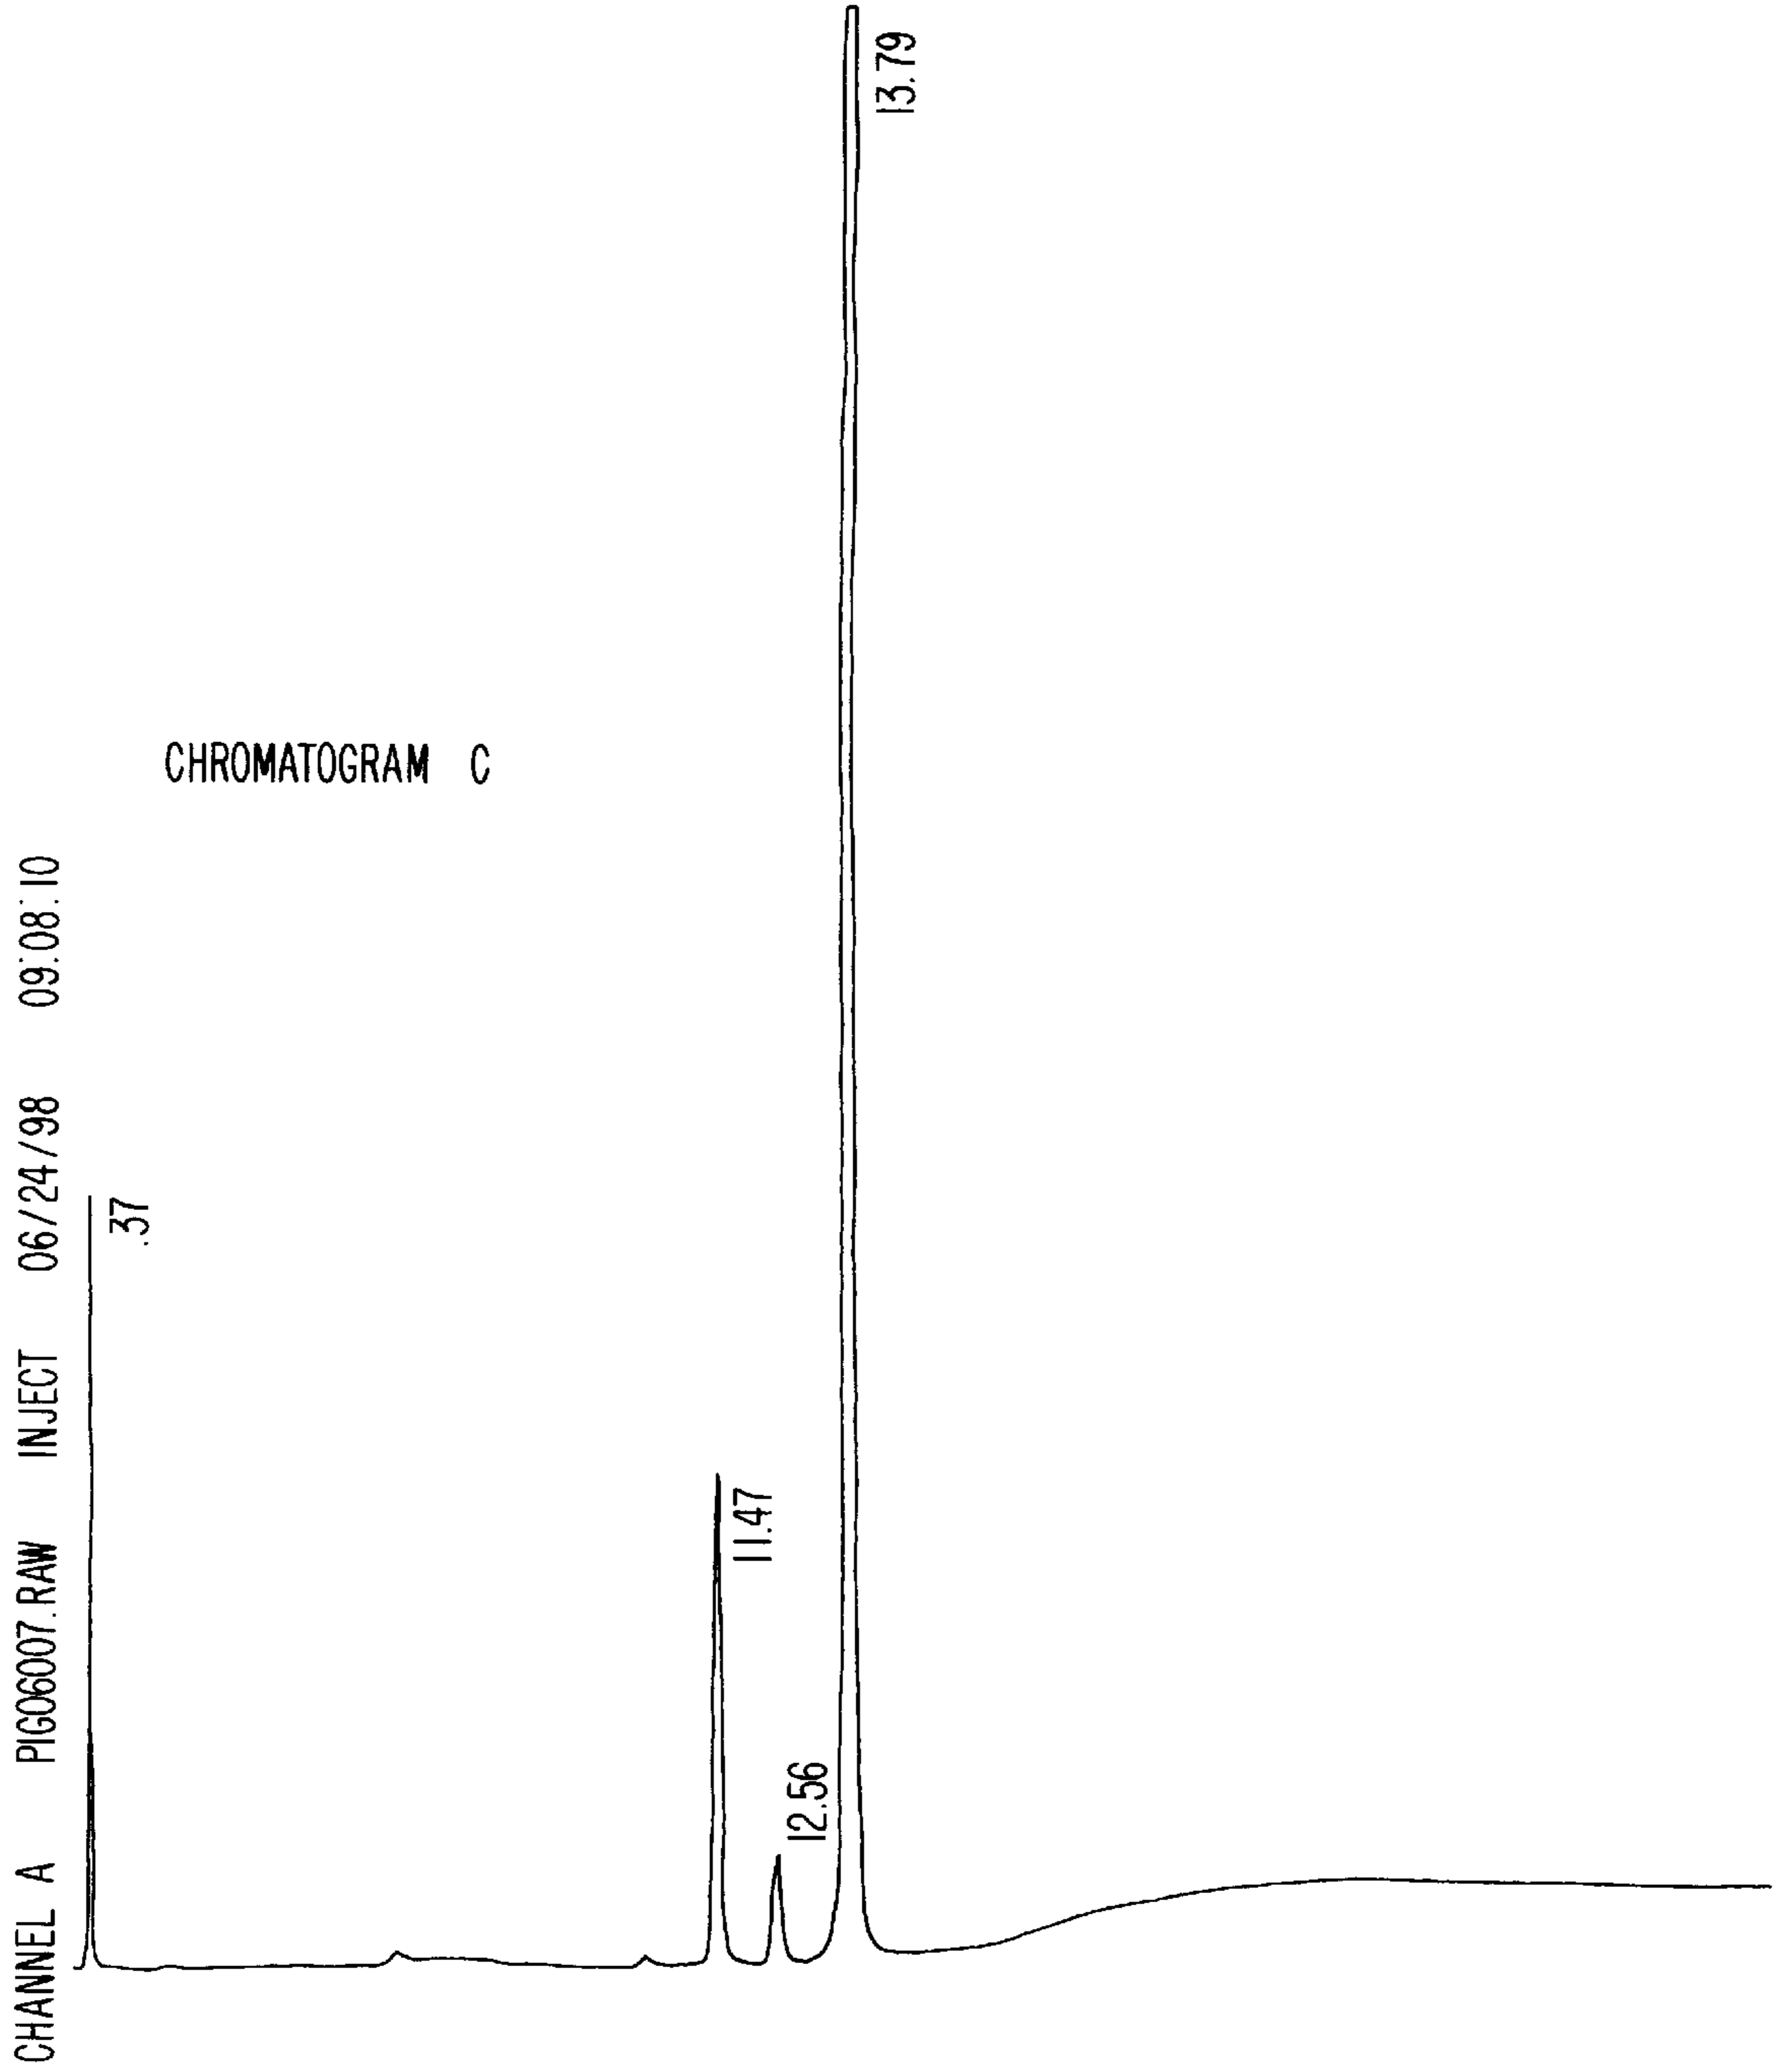 CHANNEL A PIG06007.RAW INJECT 06/24/98 09:08:10
CHROMATOGRAM C
.37
11.47
12.56
13.79